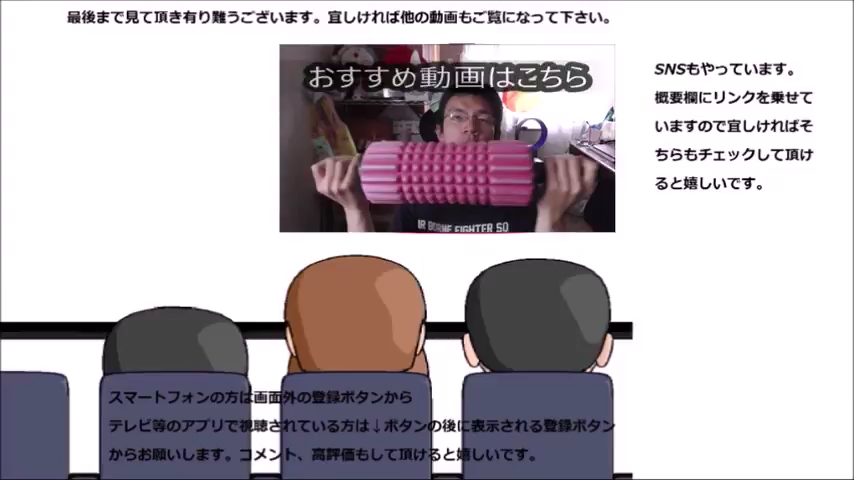 最後まで見て頂き有り難うございます。宜しければ他の動画もご覧になって下さい。
おすすめ動画はこちら
IR BORNE FIGHTER SQ
SNSもやっています。
概要欄にリンクを乗せて
いますので宜しければそ
ちらもチェックして頂け
ると嬉しいです。
スマートフォンの方は画面外の登録ボタンから
テレビ等のアプリで視聴されている方は↓ボタンの後に表示される登録ボタン
からお願いします。コメント、高評価もして頂けると嬉しいです。